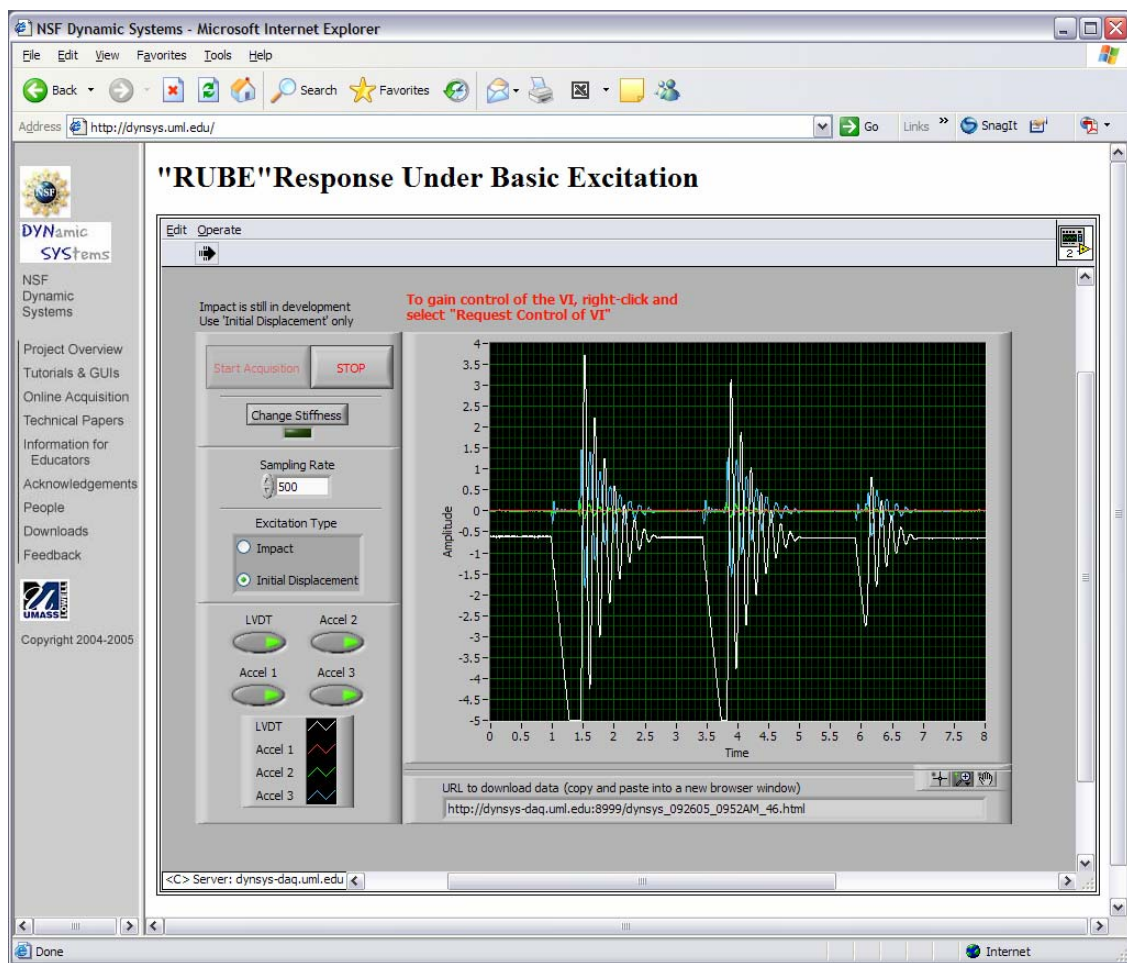 NSF Dynamic Systems - Microsoft Internet Explorer
File Edit View Favorites Tools Help
Back Search Favorites
Address http://dynsys.uml.edu/ Go Links » SnagIt
"RUBE"Response Under Basic Excitation
NSF
DYNamic
SYStems
NSF
Dynamic
Systems
Project Overview
Tutorials & GUIs
Online Acquisition
Technical Papers
Information for
Educators
Acknowledgements
People
Downloads
Feedback
UMASS
LOWELL
Copyright 2004-2005
Edit Operate
2
Impact is still in development
Use 'Initial Displacement' only
To gain control of the VI, right-click and
select "Request Control of VI"
Start Acquisition STOP
Change Stiffness
Sampling Rate
500
Excitation Type
Impact
Initial Displacement
LVDT Accel 2
Accel 1 Accel 3
LVDT
Accel 1
Accel 2
Accel 3
Amplitude
4
3.5
3
2.5
2
1.5
1
0.5
0
-0.5
-1
-1.5
-2
-2.5
-3
-3.5
-4
-4.5
-5
0 0.5 1 1.5 2 2.5 3 3.5 4 4.5 5 5.5 6 6.5 7 7.5 8
Time
URL to download data (copy and paste into a new browser window)
http://dynsys-daq.uml.edu:8999/dynsys_092605_0952AM_46.html
<C> Server: dynsys-daq.uml.edu
Done Internet